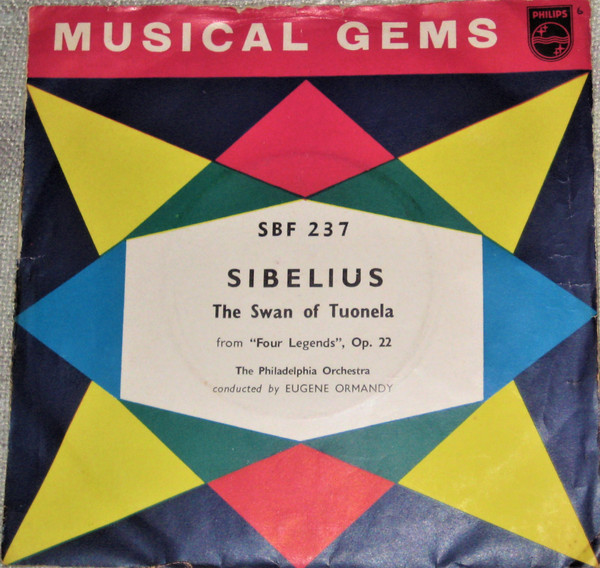 MUSICAL GEMS
PHILIPS
SBF 237
SIBELIUS
The Swan of Tuonela
from "Four Legends", Op. 22
The Philadelphia Orchestra
conducted by EUGENE ORMANDY